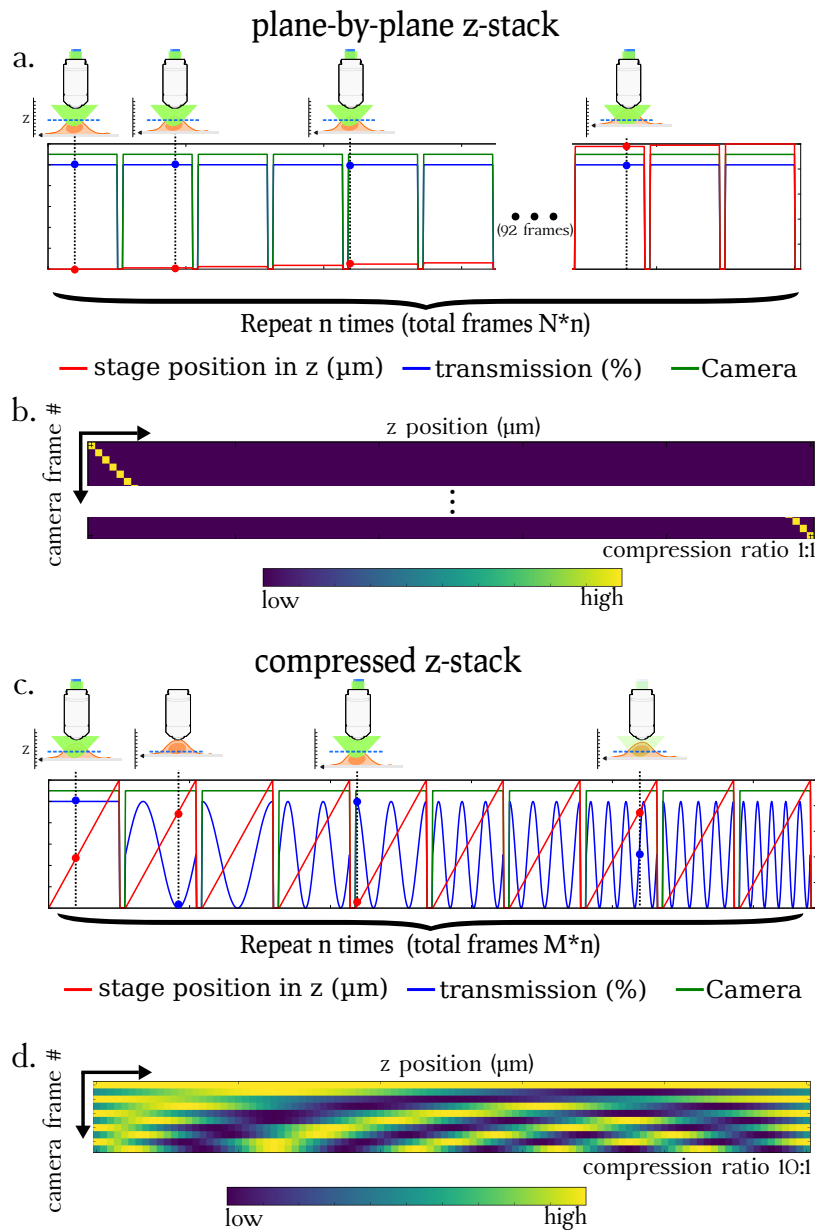 plane-by-plane z-stack
a.
z
(92 frames)
Repeat n times (total frames N*n)
stage position in z (µm) transmission (%) Camera
b.
z position (µm)
camera frame #
compression ratio 1:1
low high
compressed z-stack
c.
z
Repeat n times (total frames M*n)
stage position in z (µm) transmission (%) Camera
d.
z position (µm)
camera frame #
compression ratio 10:1
low high